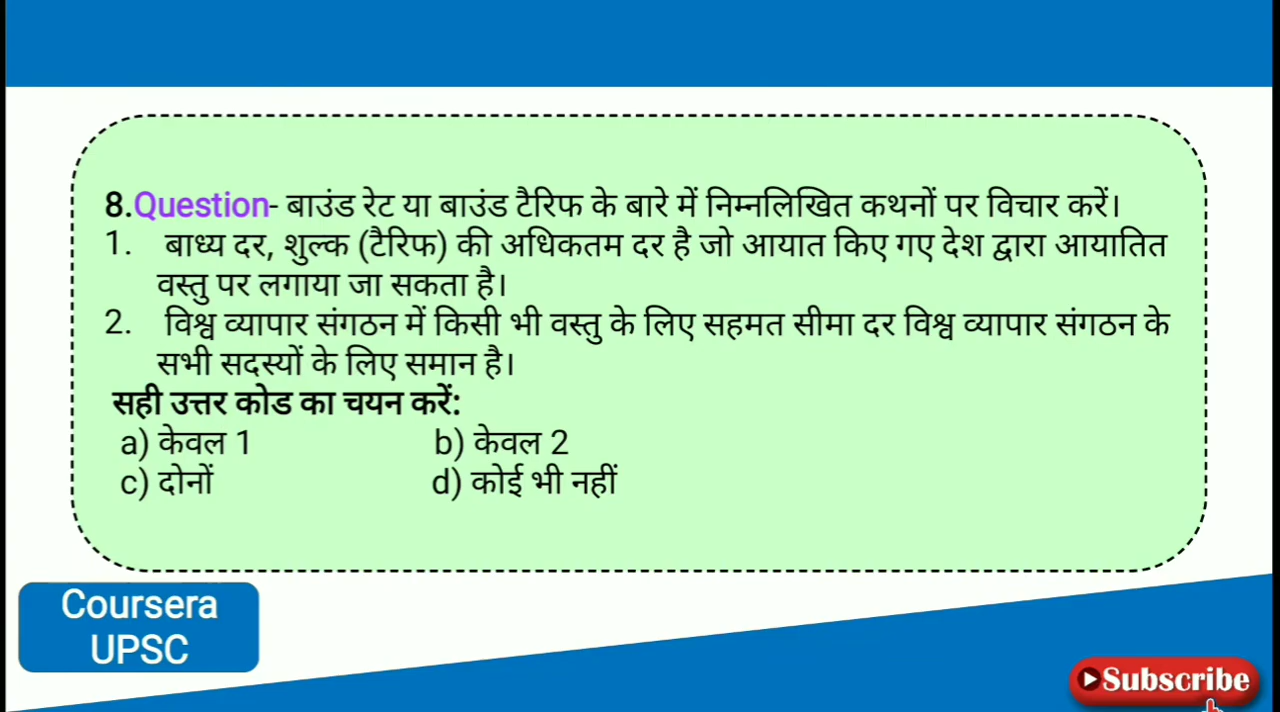 8.Question- बाउंड रेट या बाउंड टैरिफ के बारे में निम्नलिखित कथनों पर विचार करें।
1. बाध्य दर, शुल्क (टैरिफ) की अधिकतम दर है जो आयात किए गए देश द्वारा आयातित
वस्तु पर लगाया जा सकता है।
2. विश्व व्यापार संगठन में किसी भी वस्तु के लिए सहमत सीमा दर विश्व व्यापार संगठन के
सभी सदस्यों के लिए समान है।
सही उत्तर कोड का चयन करें:
a) केवल 1 b) केवल 2
c) दोनों d) कोई भी नहीं
Coursera
UPSC
Subscribe